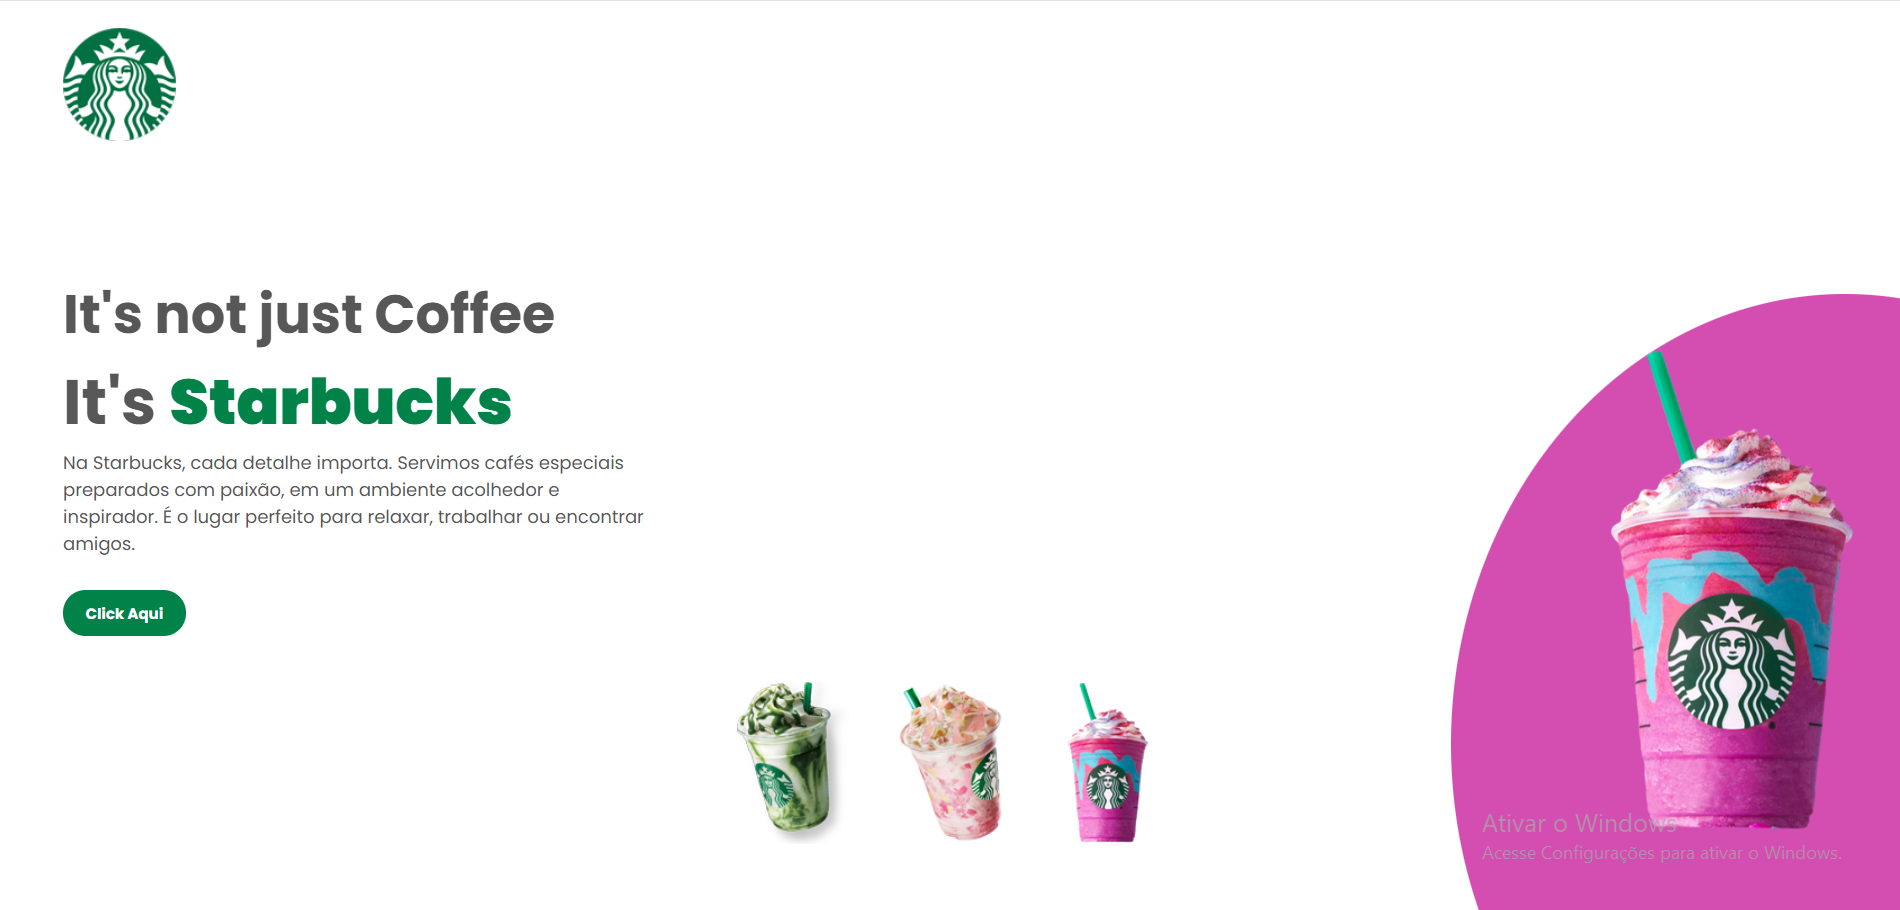 It's not just Coffee
It's Starbucks
Na Starbucks, cada detalhe importa. Servimos cafés especiais
preparados com paixão, em um ambiente acolhedor e
inspirador. É o lugar perfeito para relaxar, trabalhar ou encontrar
amigos.
Click Aqui
Ativar o Windows
Acesse Configurações para ativar o Windows.